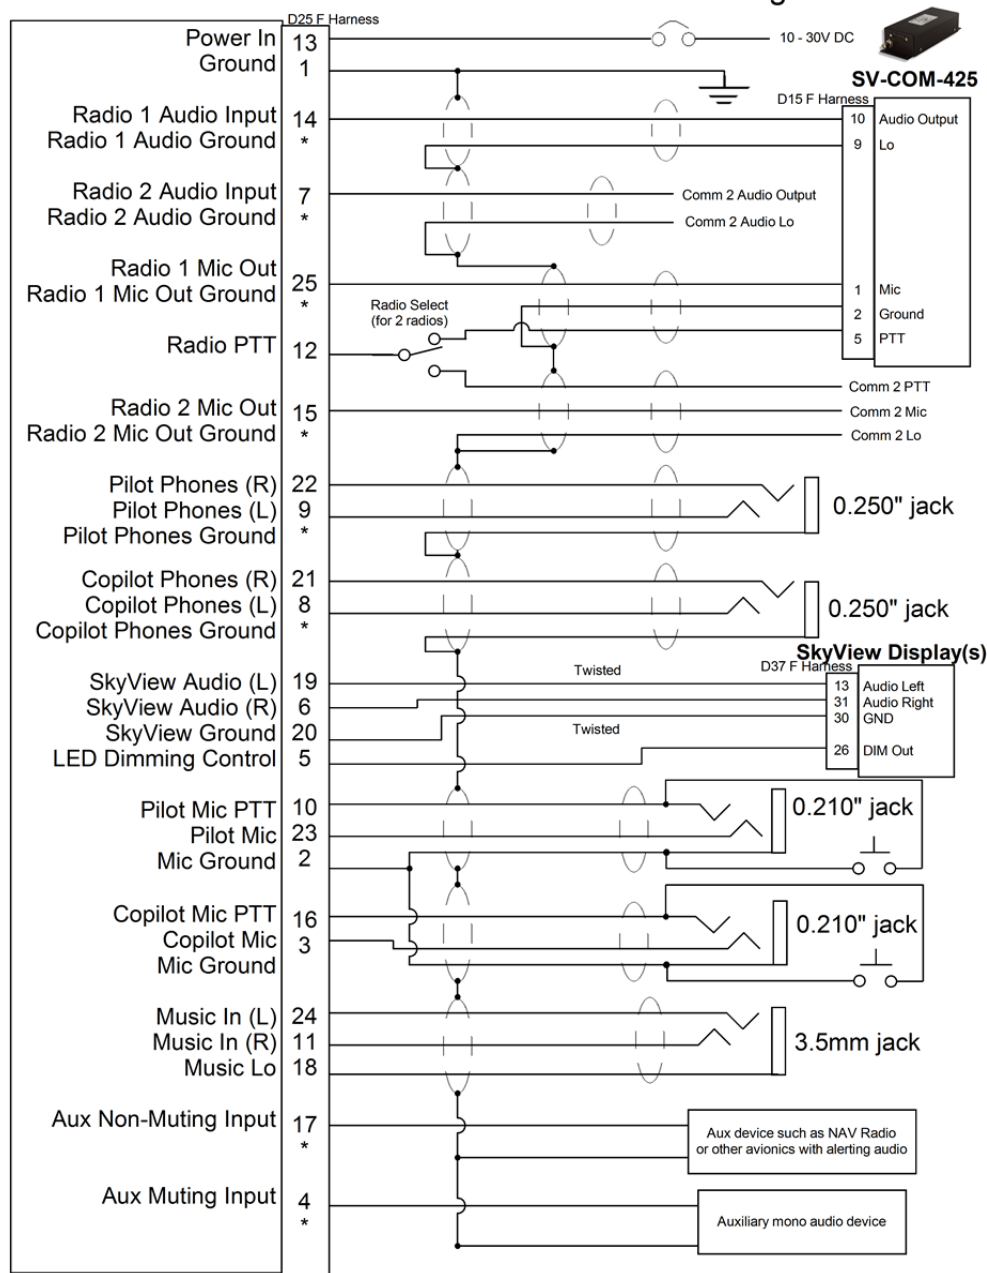 D25 F Harness
Power In 13 10 - 30V DC
Ground 1
SV-COM-425
D15 F Harness
Radio 1 Audio Input 14 10 Audio Output
Radio 1 Audio Ground * 9 Lo
Radio 2 Audio Input 7 Comm 2 Audio Output
Radio 2 Audio Ground * Comm 2 Audio Lo
Radio 1 Mic Out 25 1 Mic
Radio 1 Mic Out Ground * 2 Ground
Radio Select
(for 2 radios)
Radio PTT 12 5 PTT
Comm 2 PTT
Radio 2 Mic Out 15 Comm 2 Mic
Radio 2 Mic Out Ground * Comm 2 Lo
Pilot Phones (R) 22
Pilot Phones (L) 9 0.250" jack
Pilot Phones Ground *
Copilot Phones (R) 21
Copilot Phones (L) 8 0.250" jack
Copilot Phones Ground *
SkyView Display(s)
D37 F Harness
SkyView Audio (L) 19 Twisted 13 Audio Left
SkyView Audio (R) 6 31 Audio Right
SkyView Ground 20 Twisted 30 GND
LED Dimming Control 5 26 DIM Out
Pilot Mic PTT 10 0.210" jack
Pilot Mic 23
Mic Ground 2
Copilot Mic PTT 16 0.210" jack
Copilot Mic 3
Mic Ground
Music In (L) 24
Music In (R) 11 3.5mm jack
Music Lo 18
Aux Non-Muting Input 17
*
Aux device such as NAV Radio
or other avionics with alerting audio
Aux Muting Input 4
*
Auxiliary mono audio device